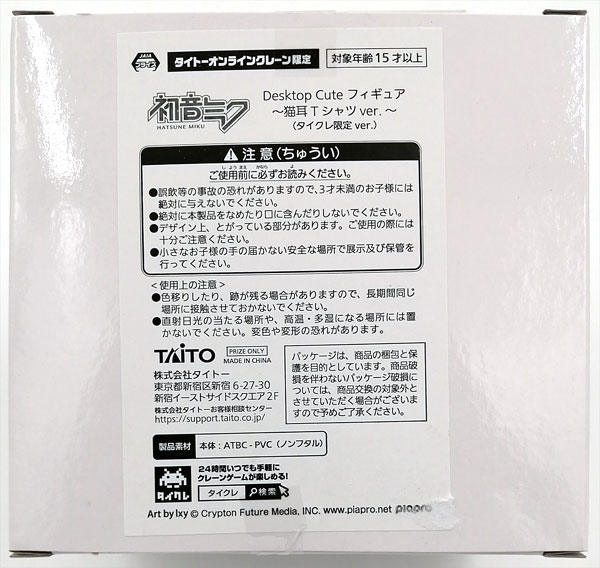 JAIA
プライズ
タイトーオンラインクレーン限定
対象年齢15才以上
初音ミク
HATSUNE MIKU
Desktop Cute フィギュア
～猫耳Tシャツver.～
（タイクレ限定ver.）
注意（ちゅうい）
しようまえ かなら よ
ご使用前に必ずお読みください。
●誤飲等の事故の恐れがありますので、3才未満のお子様には
絶対に与えないでください。
●絶対に本製品をなめたり口に含んだりしないでください。
●デザイン上、とがっている部分があります。ご使用の際には
十分ご注意ください。
●小さなお子様の手の届かない安全な場所で展示及び保管を
行ってください。
＜使用上の注意＞
●色移りしたり、跡が残る場合がありますので、長期間同じ
場所に接触させておかないでください。
●直射日光の当たる場所や、高温・多湿になる場所には置
かないでください。変色や変形の恐れがあります。
TAITO
PRIZE ONLY
MADE IN CHINA
株式会社タイトー
東京都新宿区新宿6-27-30
新宿イーストサイドスクエア2F
株式会社タイトーお客様相談センター
https://support.taito.co.jp/
パッケージは、商品の梱包と保
護を目的としています。商品破
損を伴わないパッケージ破損に
ついては、商品交換の対象外と
させていただく場合がございま
すので予めご了承ください。
製品素材
本体：ATBC-PVC（ノンフタル）
タイクレ
24時間いつでも手軽に
クレーンゲームが楽しめる!
タイクレ 検索
Art by lxy © Crypton Future Media, INC. www.piapro.net piapro